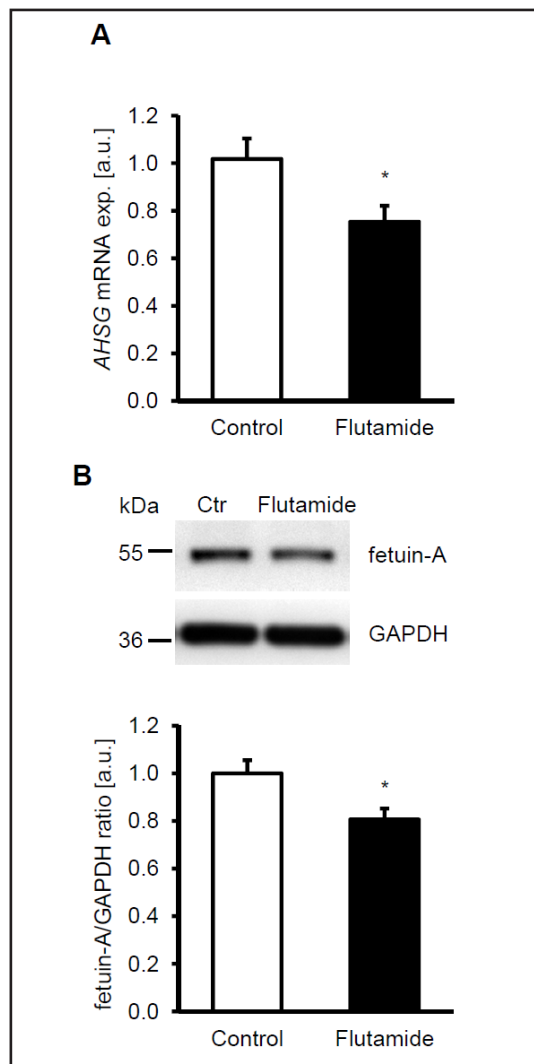 A
AHSG mRNA exp. [a.u.]
1.2
1.0
0.8
0.6
0.4
0.2
0.0
*
Control Flutamide
B
kDa Ctr Flutamide
55 fetuin-A
36 GAPDH
fetuin-A/GAPDH ratio [a.u.]
1.2
1.0
0.8
0.6
0.4
0.2
0.0
*
Control Flutamide